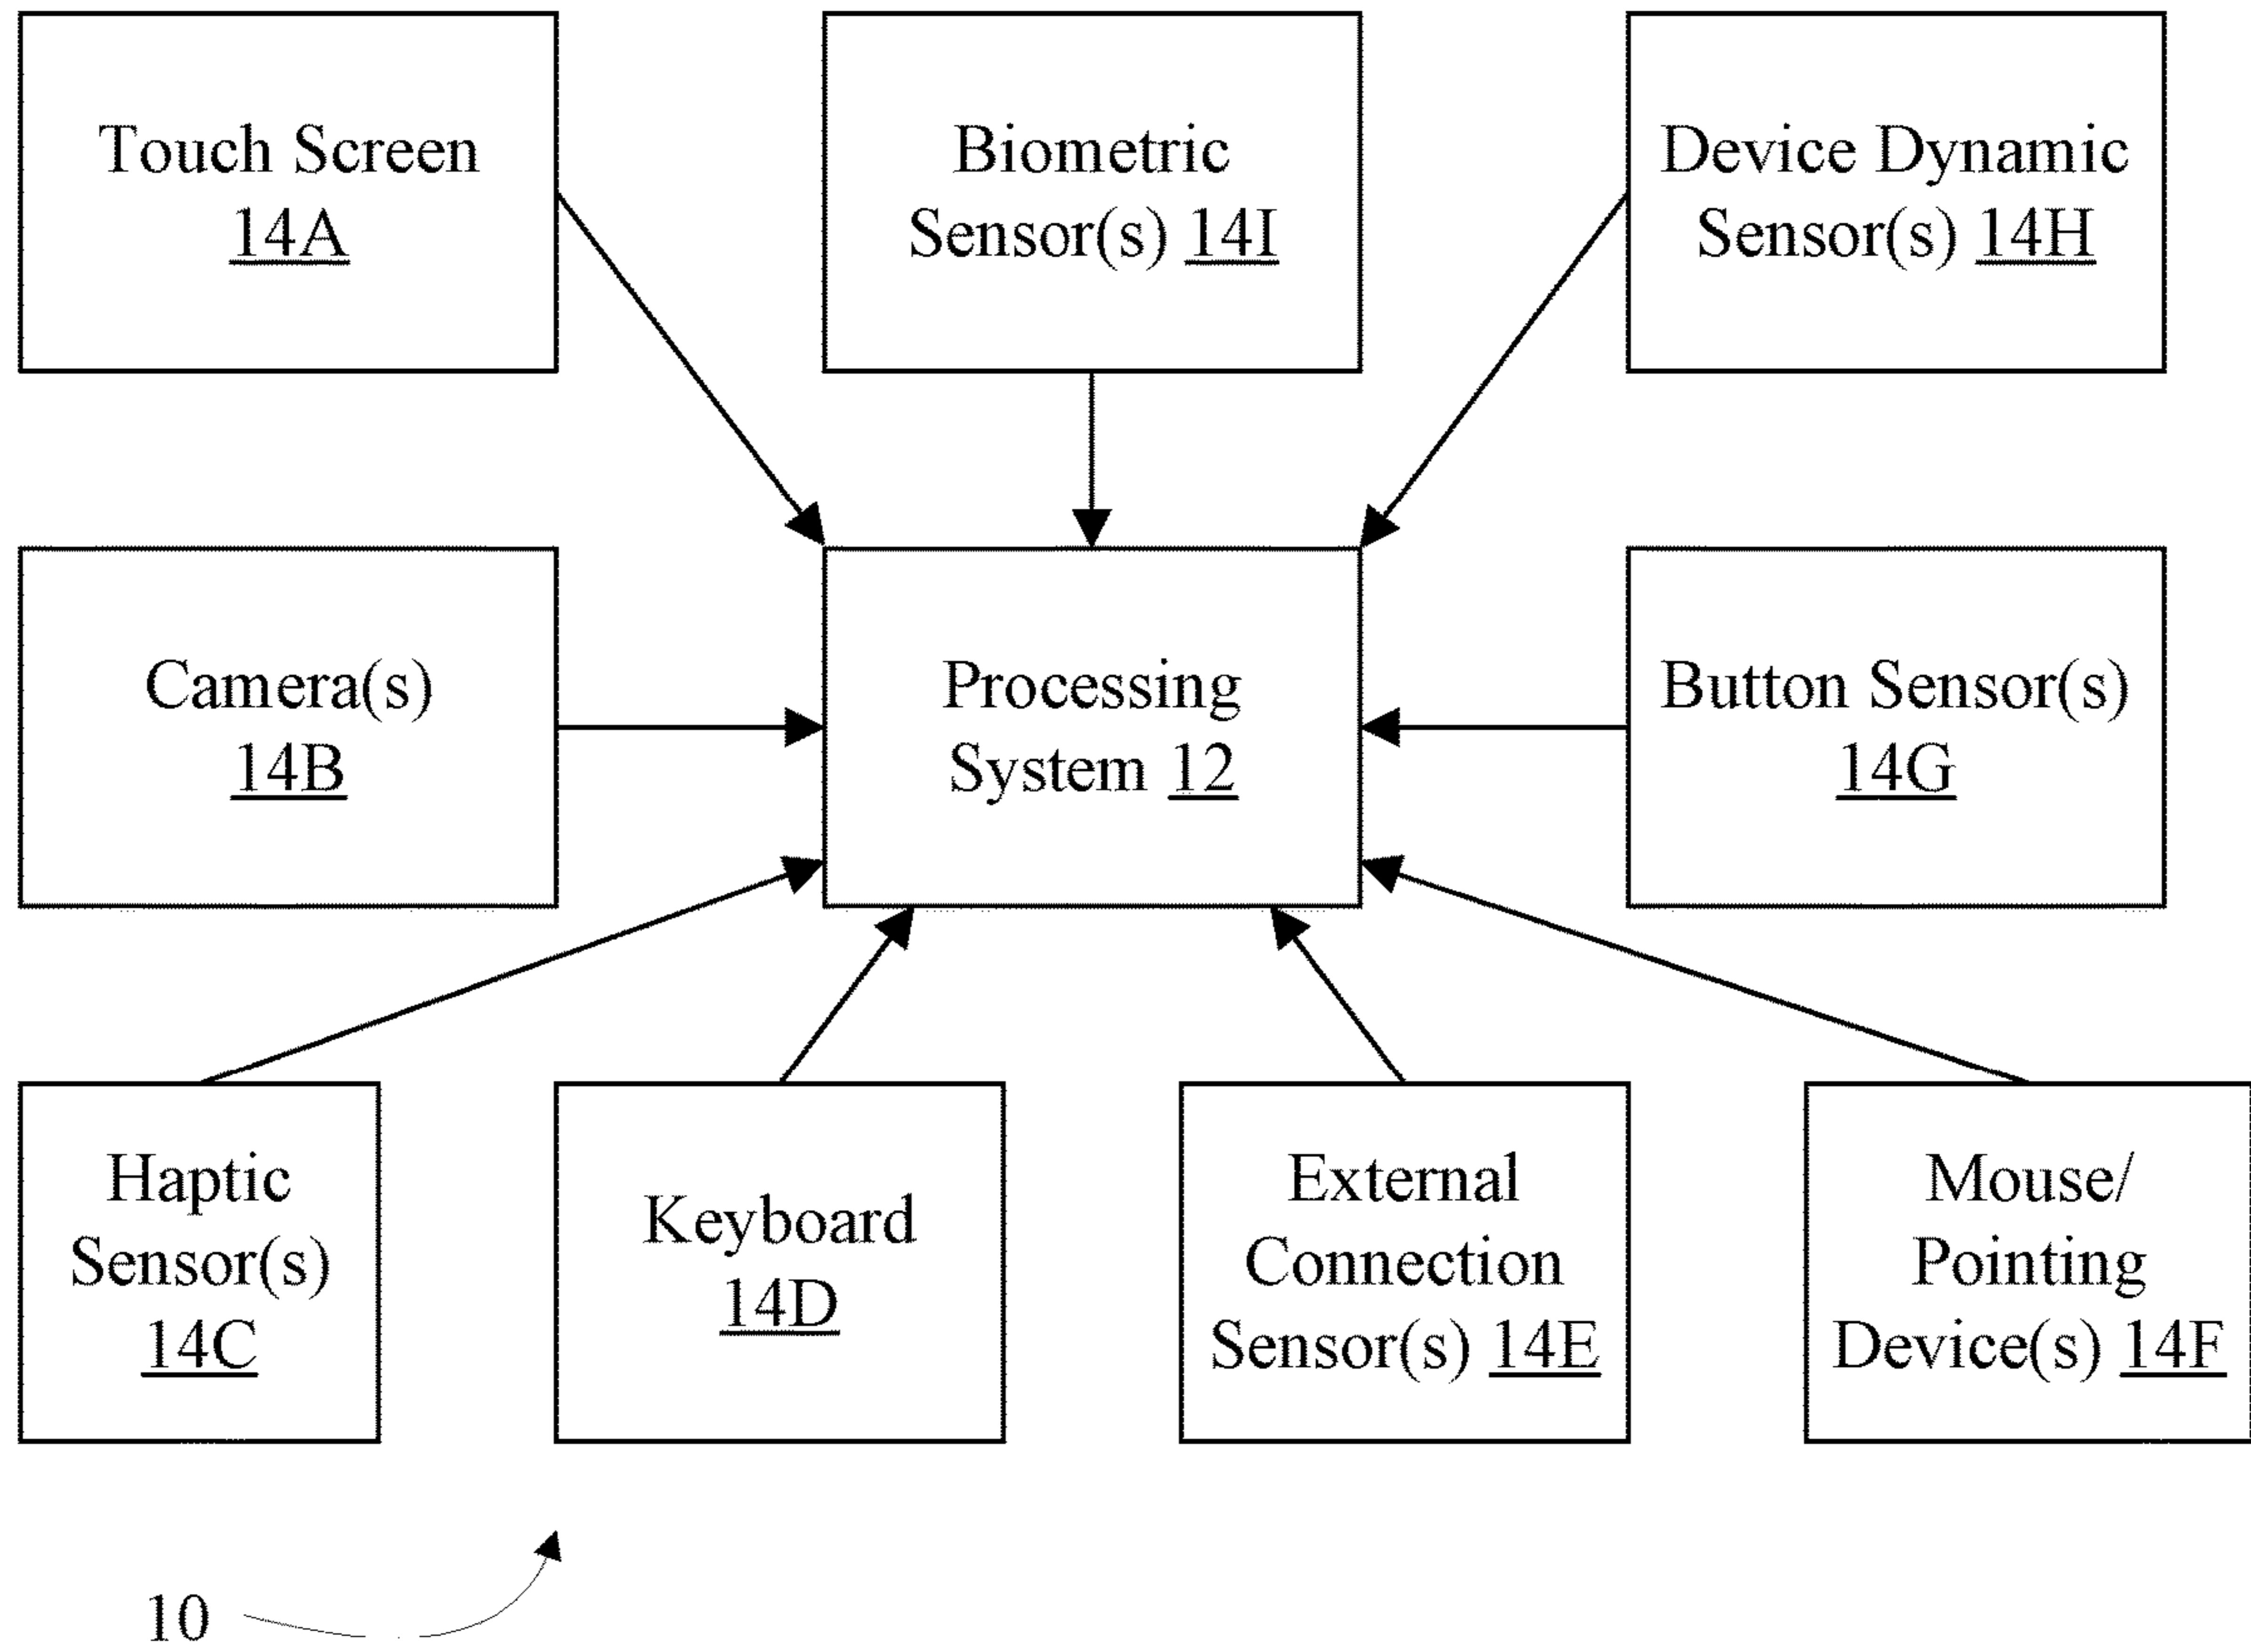 Touch Screen
14A
Biometric
Sensor(s) 14I
Device Dynamic
Sensor(s) 14H
Camera(s)
14B
Processing
System 12
Button Sensor(s)
14G
Haptic
Sensor(s)
14C
Keyboard
14D
External
Connection
Sensor(s) 14E
Mouse/
Pointing
Device(s) 14F
10